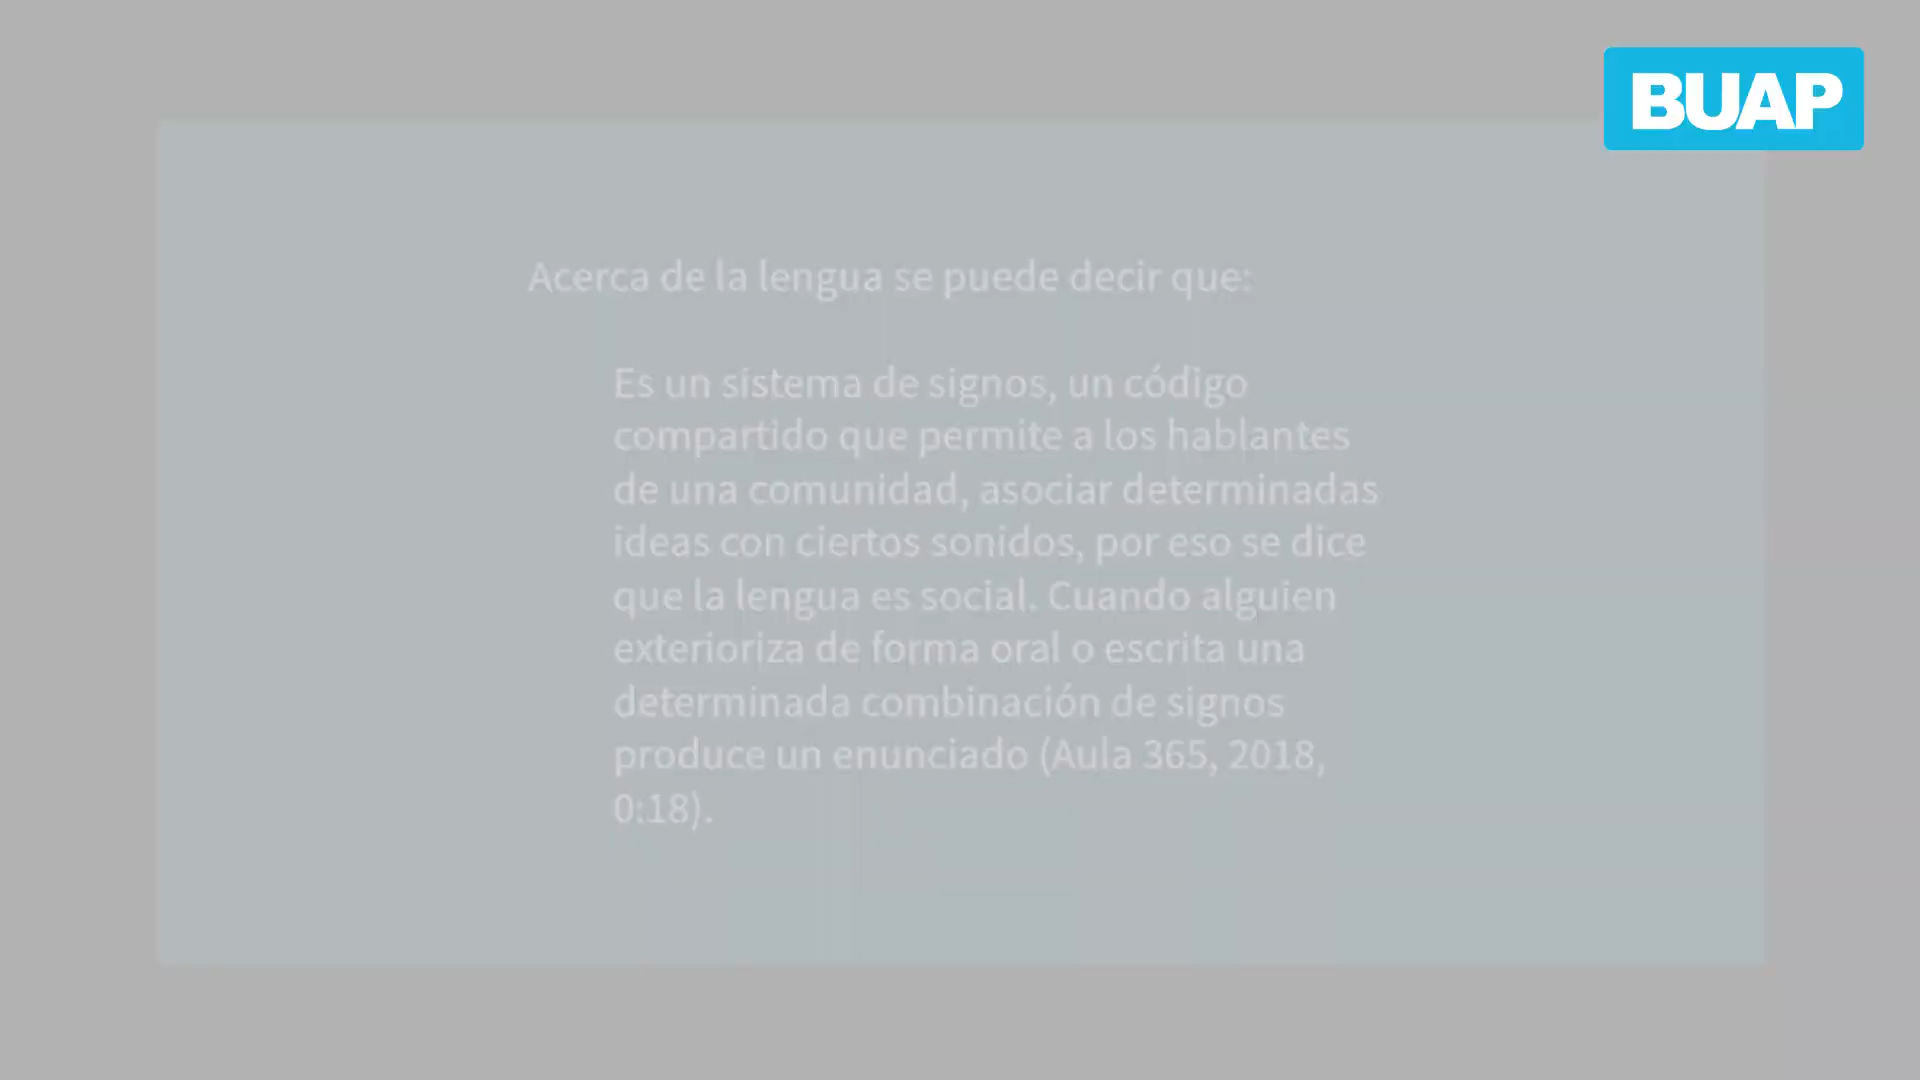 BUAP
Acerca de la lengua se puede decir que:
Es un sistema de signos, un código
compartido que permite a los hablantes
de una comunidad, asociar determinadas
ideas con ciertos sonidos, por eso se dice
que la lengua es social. Cuando alguien
exterioriza de forma oral o escrita una
determinada combinación de signos
produce un enunciado (Aula 365, 2018,
0:18).